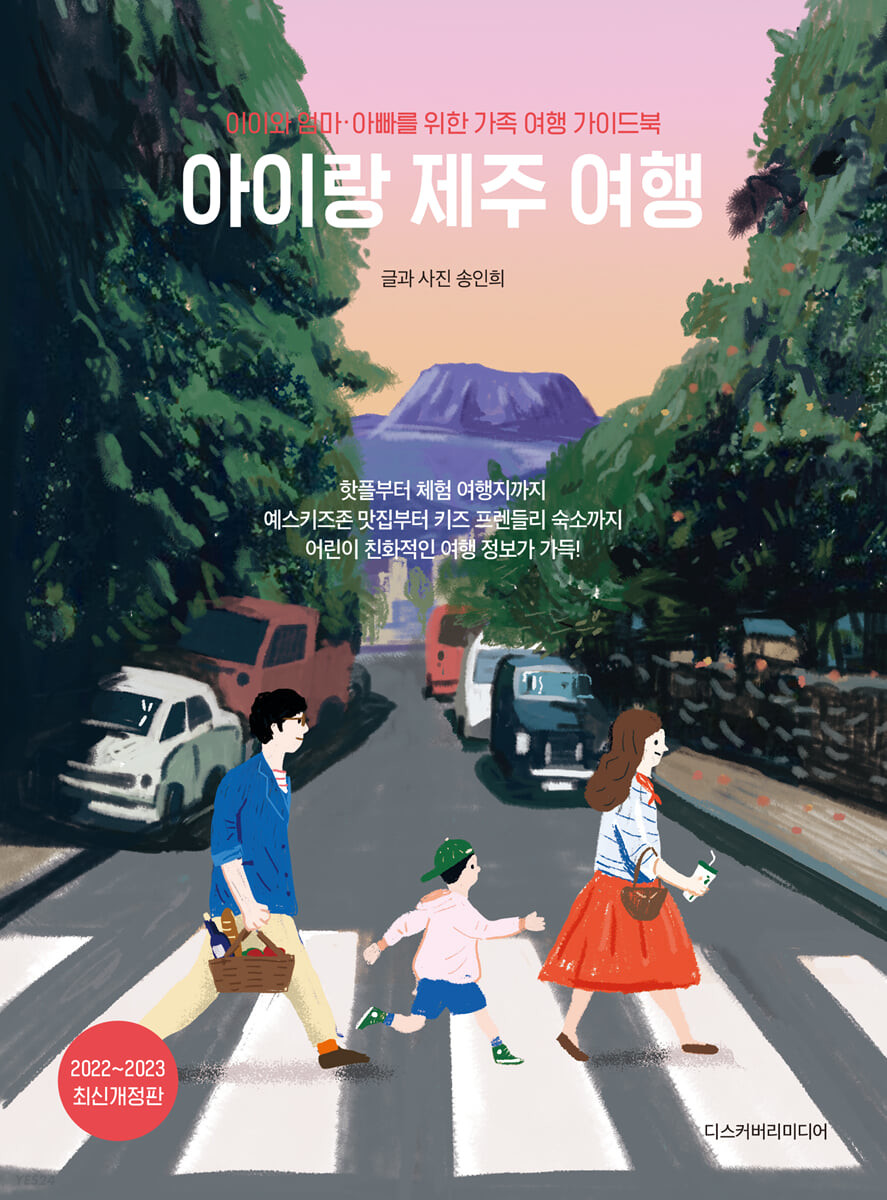 아이와 엄마·아빠를 위한 가족 여행 가이드북
아이랑 제주 여행
글과 사진 송인희
핫플부터 체험 여행지까지
예스키즈존 맛집부터 키즈 프렌들리 숙소까지
어린이 친화적인 여행 정보가 가득!
2022~2023
최신개정판
디스커버리미디어
YES24